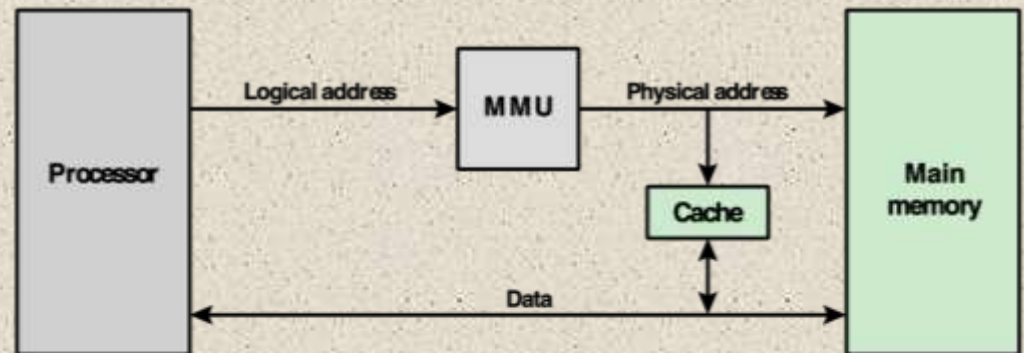 Logical address
MMU
Physical address
Processor
Main
memory
Cache
Data